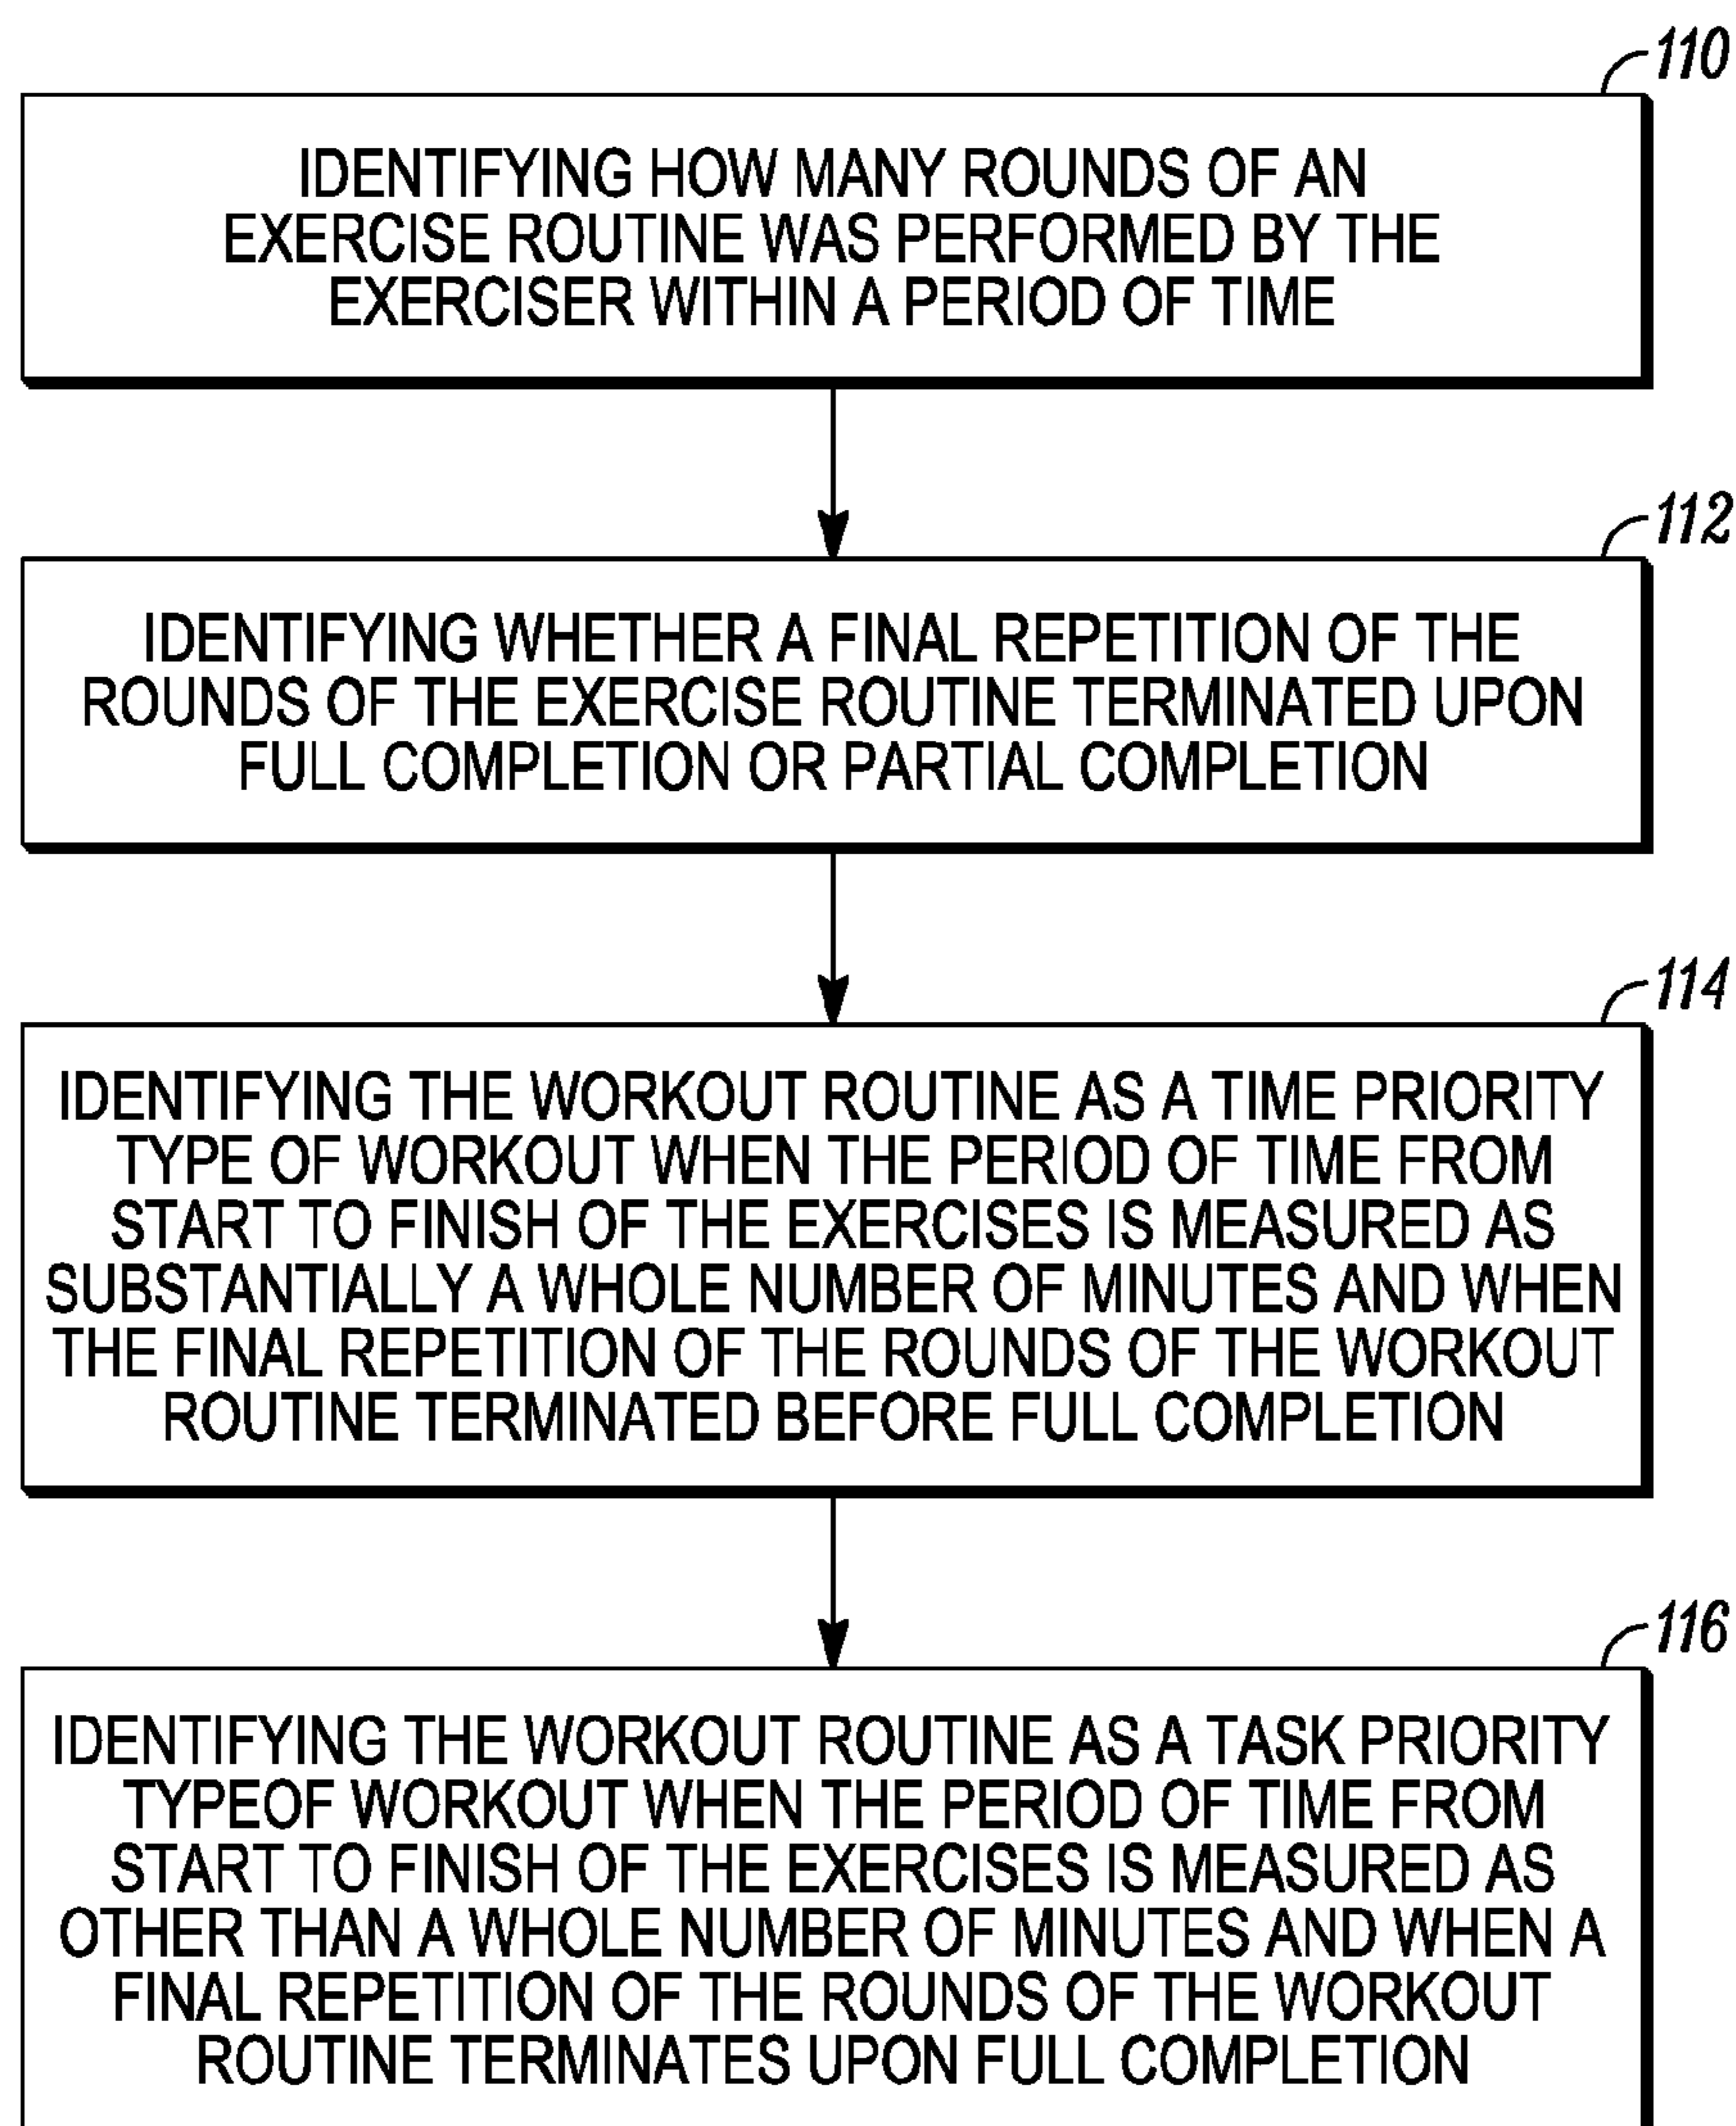 110
IDENTIFYING HOW MANY ROUNDS OF AN
EXERCISE ROUTINE WAS PERFORMED BY THE
EXERCISER WITHIN A PERIOD OF TIME
112
IDENTIFYING WHETHER A FINAL REPETITION OF THE
ROUNDS OF THE EXERCISE ROUTINE TERMINATED UPON
FULL COMPLETION OR PARTIAL COMPLETION
114
IDENTIFYING THE WORKOUT ROUTINE AS A TIME PRIORITY
TYPE OF WORKOUT WHEN THE PERIOD OF TIME FROM
START TO FINISH OF THE EXERCISES IS MEASURED AS
SUBSTANTIALLY A WHOLE NUMBER OF MINUTES AND WHEN
THE FINAL REPETITION OF THE ROUNDS OF THE WORKOUT
ROUTINE TERMINATED BEFORE FULL COMPLETION
116
IDENTIFYING THE WORKOUT ROUTINE AS A TASK PRIORITY
TYPEOF WORKOUT WHEN THE PERIOD OF TIME FROM
START TO FINISH OF THE EXERCISES IS MEASURED AS
OTHER THAN A WHOLE NUMBER OF MINUTES AND WHEN A
FINAL REPETITION OF THE ROUNDS OF THE WORKOUT
ROUTINE TERMINATES UPON FULL COMPLETION